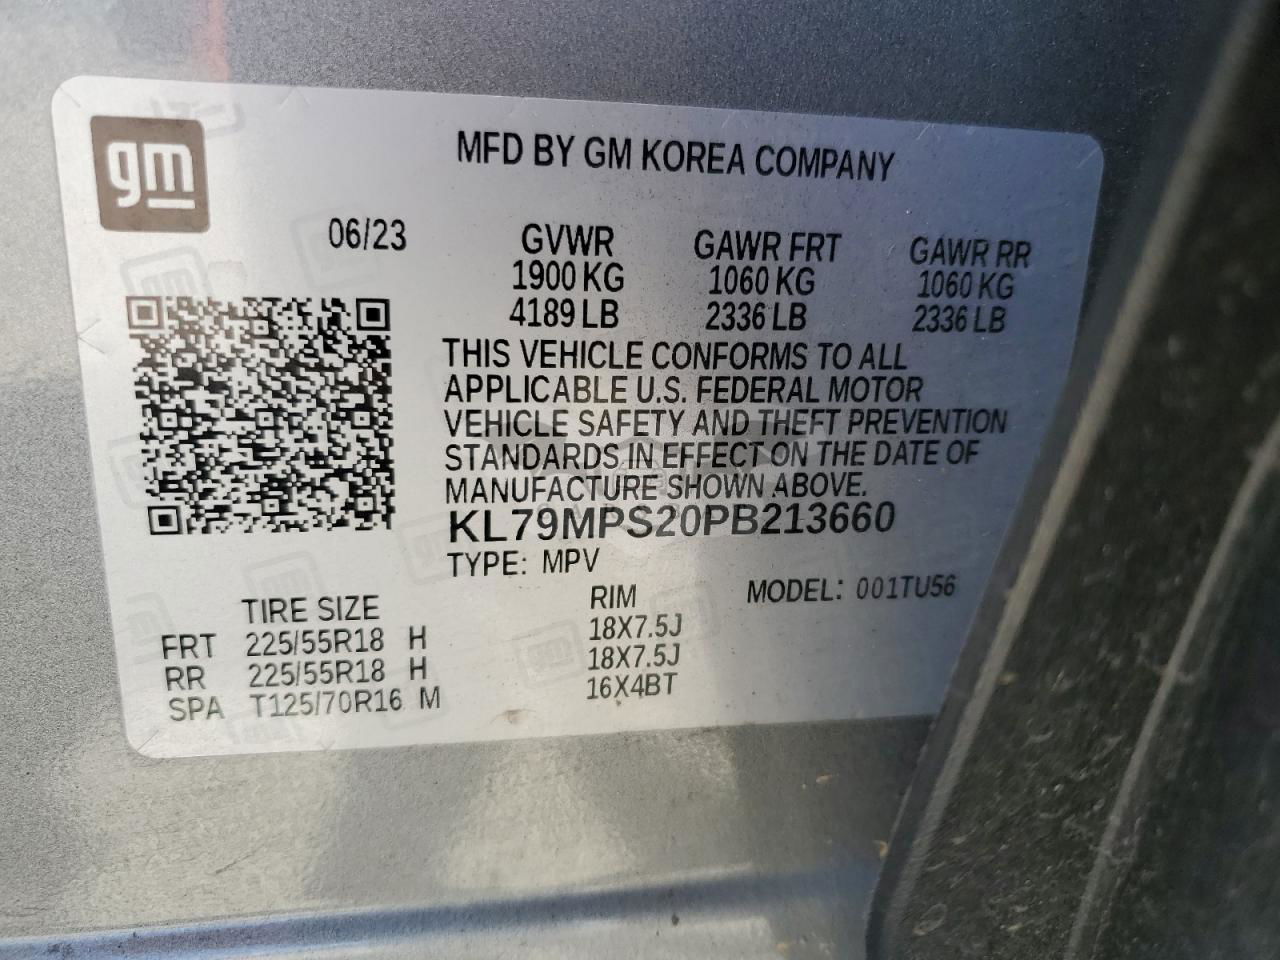 gm
MFD BY GM KOREA COMPANY
06/23 GVWR GAWR FRT GAWR RR
1900 KG 1060 KG 1060 KG
4189 LB 2336 LB 2336 LB
THIS VEHICLE CONFORMS TO ALL
APPLICABLE U.S. FEDERAL MOTOR
VEHICLE SAFETY AND THEFT PREVENTION
STANDARDS IN EFFECT ON THE DATE OF
MANUFACTURE SHOWN ABOVE.
KL79MPS20PB213660
TYPE: MPV MODEL: 001TU56
TIRE SIZE RIM
FRT 225/55R18 H 18X7.5J
RR 225/55R18 H 18X7.5J
SPA T125/70R16 M 16X4BT